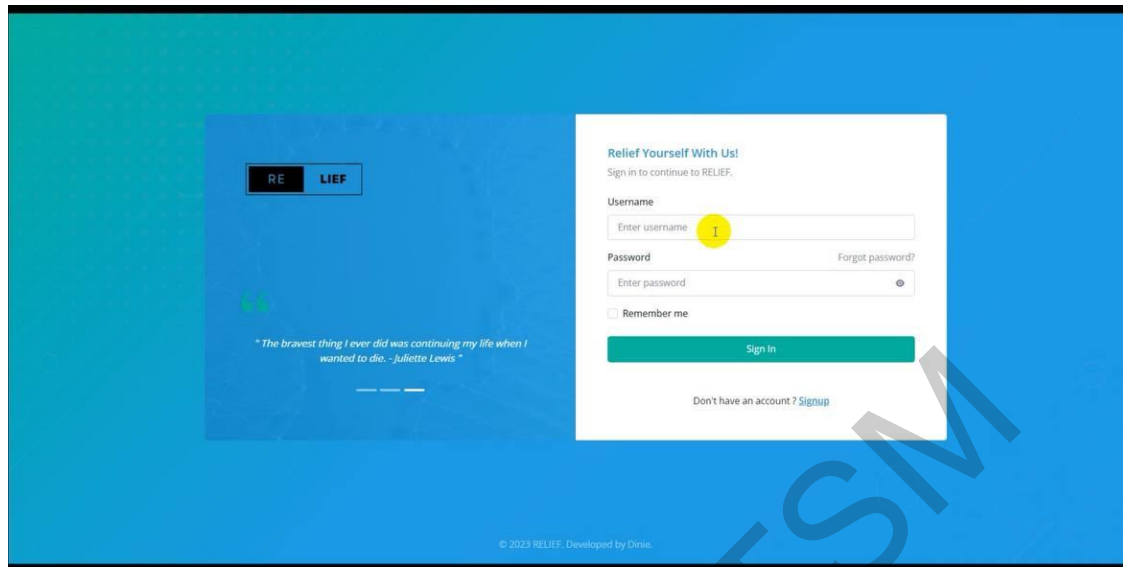 RE LIEF
" The bravest thing I ever did was continuing my life when I
wanted to die. - Juliette Lewis "
Relief Yourself With Us!
Sign in to continue to RELIEF.
Username
Enter username
Password Forgot password?
Enter password
Remember me
Sign In
Don't have an account ? Signup
© 2023 RELIEF. Developed by Dinie.